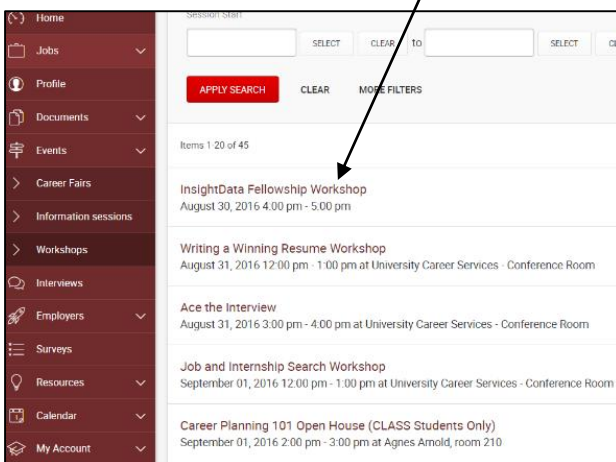 Home
Jobs
Profile
Documents
Events
Career Fairs
Information sessions
Workshops
Interviews
Employers
Surveys
Resources
Calendar
My Account
Session Start
SELECT CLEAR to SELECT
APPLY SEARCH CLEAR MORE FILTERS
Items 1-20 of 45
InsightData Fellowship Workshop
August 30, 2016 4:00 pm - 5:00 pm
Writing a Winning Resume Workshop
August 31, 2016 12:00 pm - 1:00 pm at University Career Services - Conference Room
Ace the Interview
August 31, 2016 3:00 pm - 4:00 pm at University Career Services - Conference Room
Job and Internship Search Workshop
September 01, 2016 12:00 pm - 1:00 pm at University Career Services - Conference Room
Career Planning 101 Open House (CLASS Students Only)
September 01, 2016 2:00 pm - 3:00 pm at Agnes Arnold, room 210